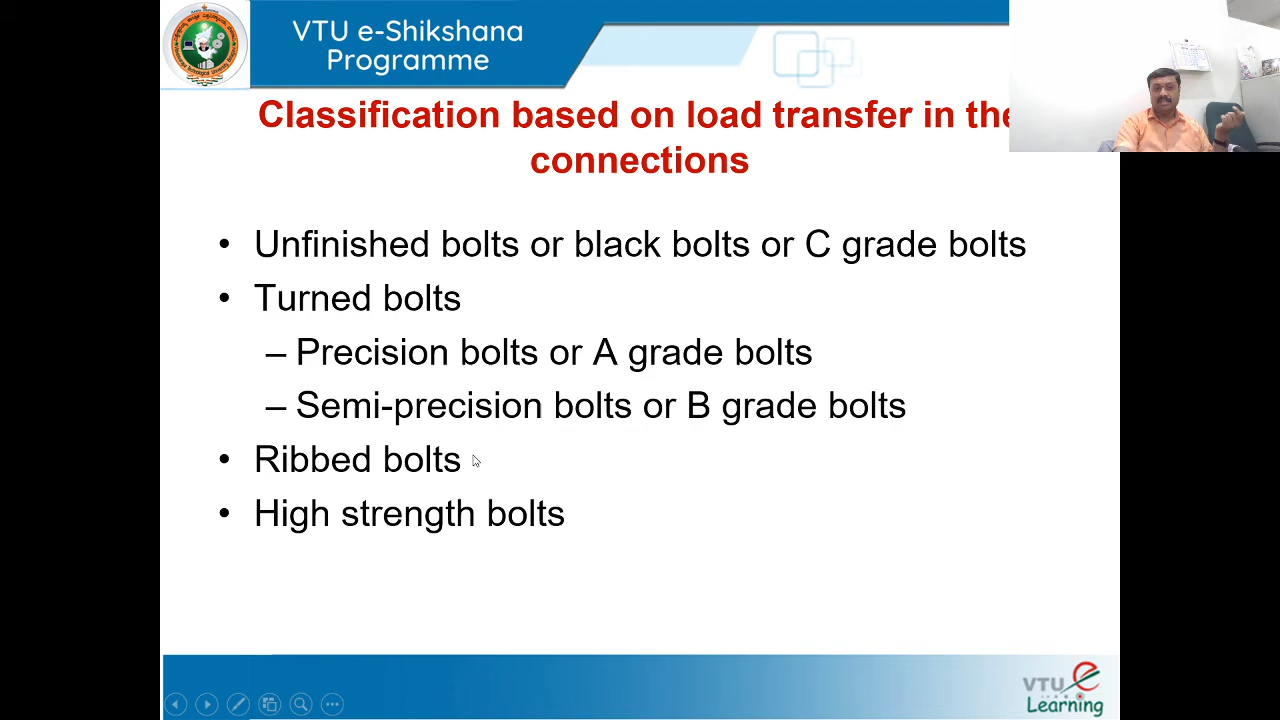 VTU e-Shikshana
Programme
Classification based on load transfer in the
connections
• Unfinished bolts or black bolts or C grade bolts
• Turned bolts
– Precision bolts or A grade bolts
– Semi-precision bolts or B grade bolts
• Ribbed bolts
• High strength bolts
VTU e
Learning